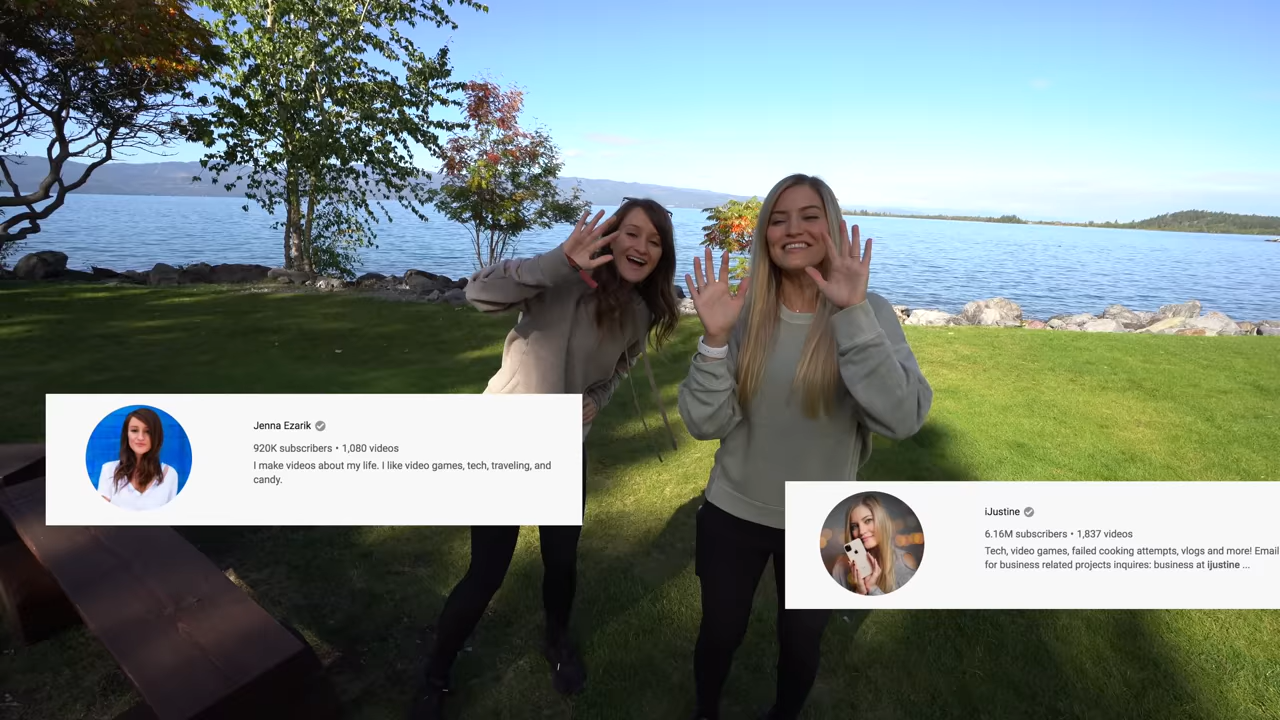 Jenna Ezarik
920K subscribers • 1,080 videos
I make videos about my life. I like video games, tech, traveling, and
candy.
iJustine
6.16M subscribers • 1,837 videos
Tech, video games, failed cooking attempts, vlogs and more! Email
for business related projects inquires: business at ijustine ...